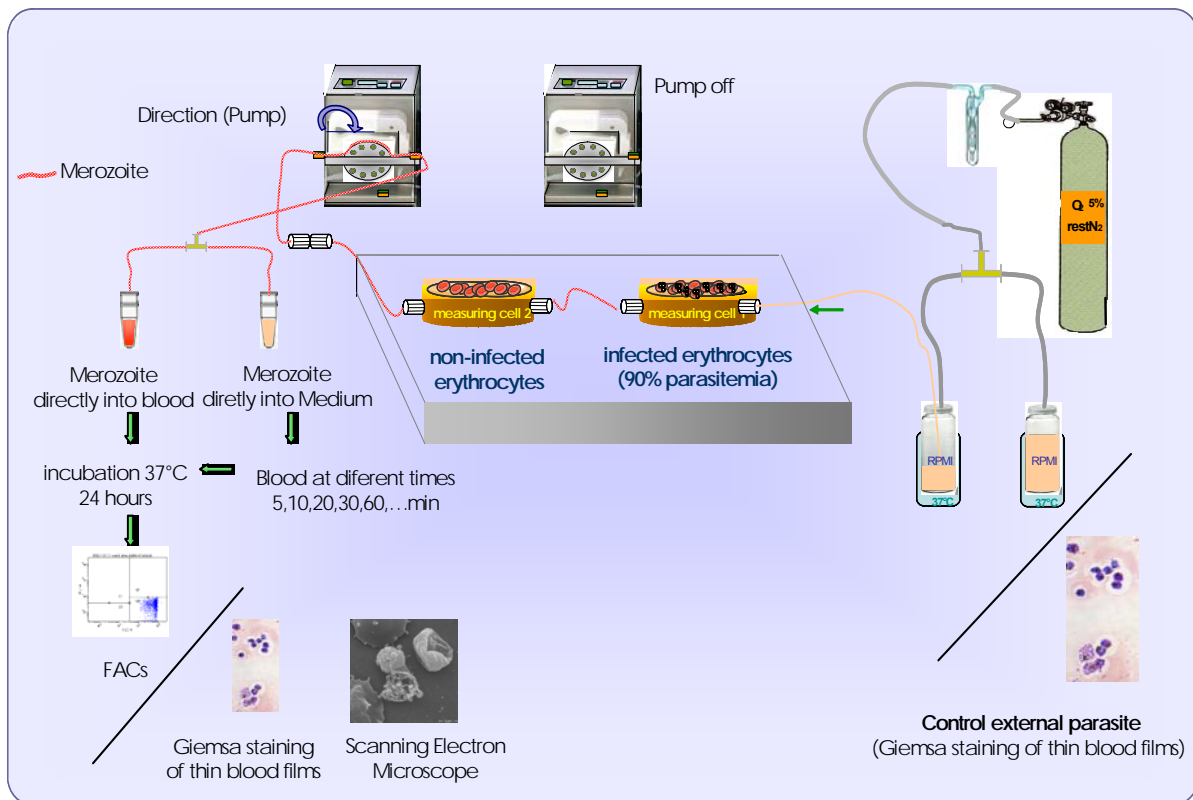 Direction (Pump)
Pump off
Merozoite
O2 5%
restN2
measuring cell 2
measuring cell 1
non-infected
erythrocytes
infected erythrocytes
(90% parasitemia)
Merozoite
directly into blood
Merozoite
diretly into Medium
incubation 37°C
24 hours
Blood at diferent times
5,10,20,30,60,…min
RPMI
37°C
RPMI
37°C
FACs
Giemsa staining
of thin blood films
Scanning Electron
Microscope
Control external parasite
(Giemsa staining of thin blood films)